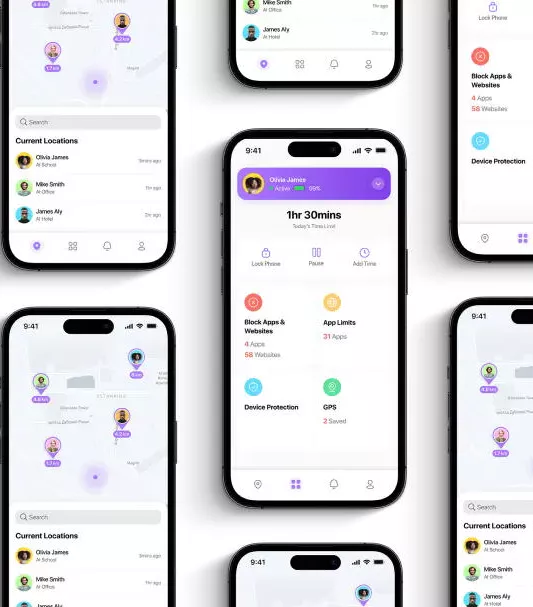 4.8 km
4.2 km
1.7 km
Search
Current Locations
Olivia James
At School
5mins ago
Mike Smith
At Office
1hr ago
James Aly
At Hotel
2hr ago
Mike Smith
At Office
1hr ago
James Aly
At Hotel
2hr ago
Lock Phone
Block Apps &
Websites
4 Apps
58 Websites
Device Protection
9:41
Olivia James
Active
95%
1hr 30mins
Today's Time Limit
Lock Phone
Pause
Add Time
Block Apps &
Websites
4 Apps
58 Websites
App Limits
31 Apps
Device Protection
GPS
2 Saved
9:41
4.8 km
4.2 km
1.7 km
Search
Current Locations
Olivia James
At School
5mins ago
Mike Smith
At Office
1hr ago
James Aly
9:41
9:41
4.8 km
1.7 km
Search
Current Locations
Olivia James
At School
Mike Smith
At Office
James Aly
At Hotel